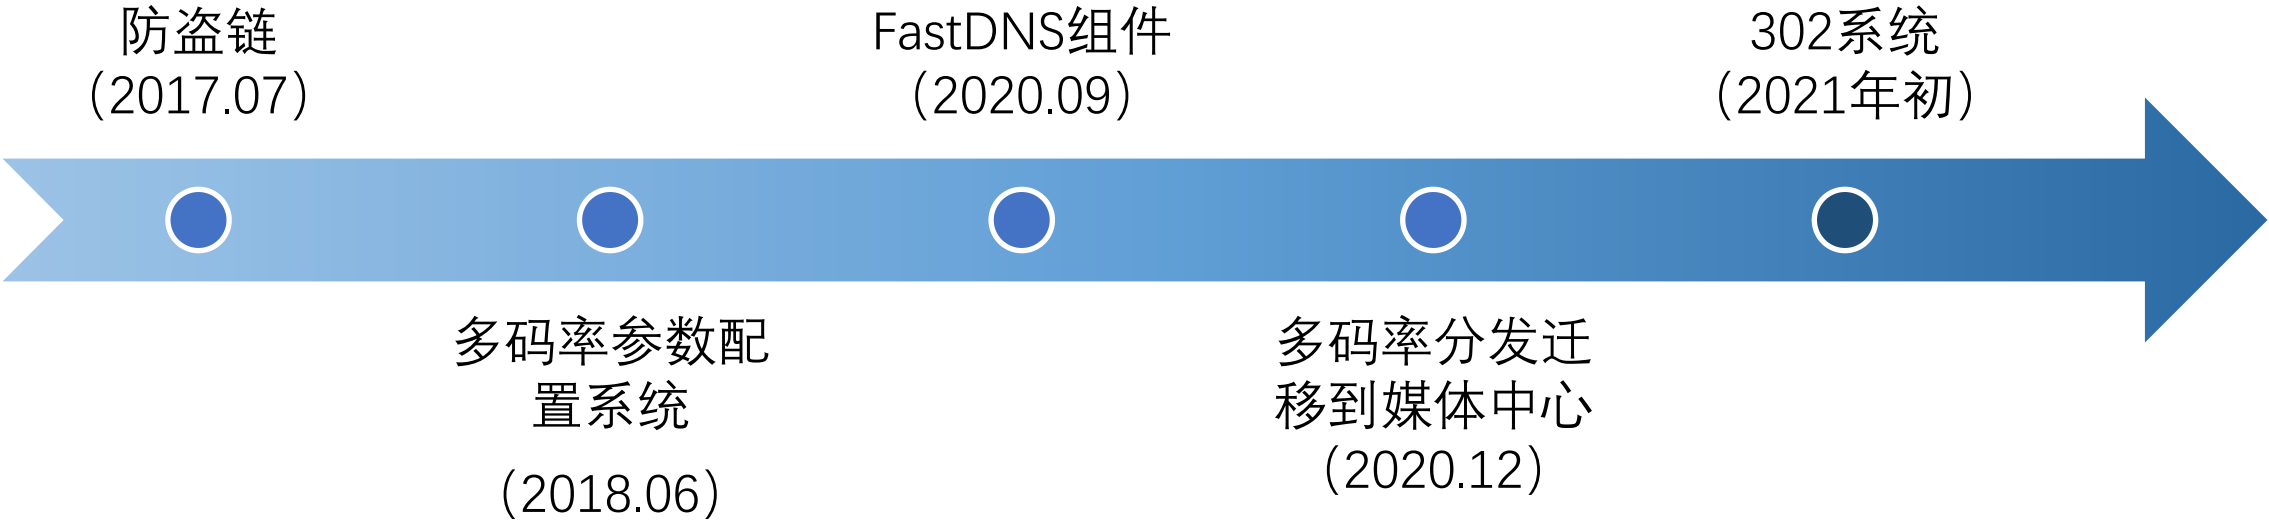 防盗链
（2017.07）
多码率参数配
置系统
（2018.06）
FastDNS组件
（2020.09）
多码率分发迁
移到媒体中心
（2020.12）
302系统
（2021年初）